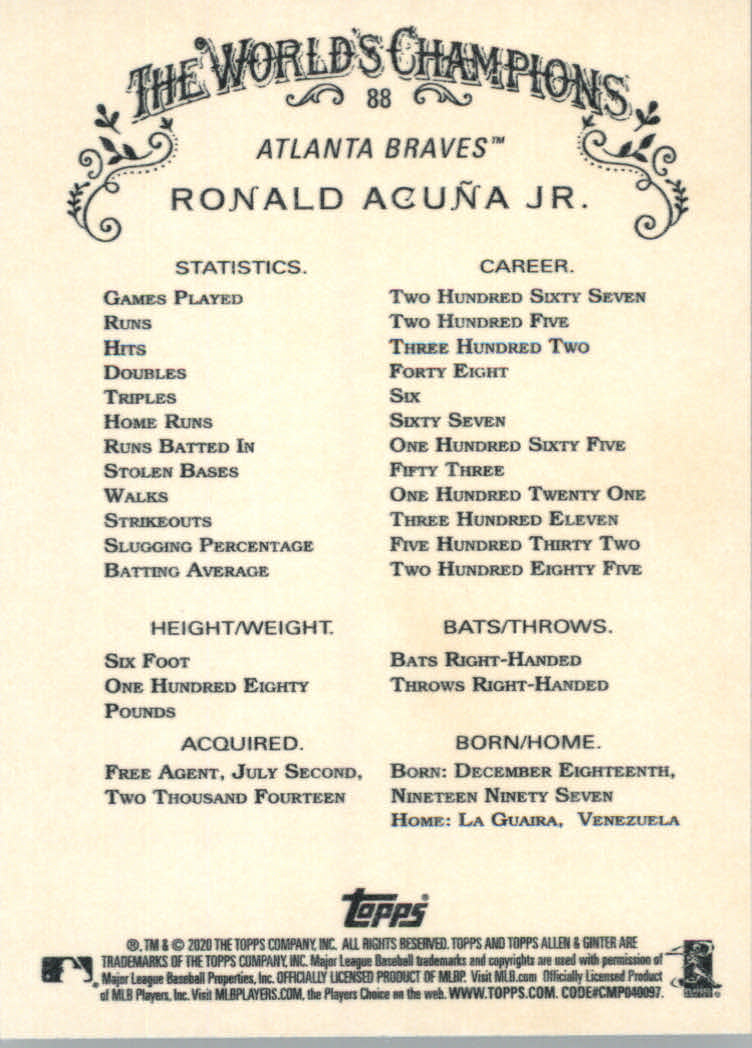 THE WORLD'S CHAMPIONS
88
ATLANTA BRAVES™
RONALD ACUÑA JR.
STATISTICS. CAREER.
GAMES PLAYED TWO HUNDRED SIXTY SEVEN
RUNS TWO HUNDRED FIVE
HITS THREE HUNDRED TWO
DOUBLES FORTY EIGHT
TRIPLES SIX
HOME RUNS SIXTY SEVEN
RUNS BATTED IN ONE HUNDRED SIXTY FIVE
STOLEN BASES FIFTY THREE
WALKS ONE HUNDRED TWENTY ONE
STRIKEOUTS THREE HUNDRED ELEVEN
SLUGGING PERCENTAGE FIVE HUNDRED THIRTY TWO
BATTING AVERAGE TWO HUNDRED EIGHTY FIVE
HEIGHT/WEIGHT.
SIX FOOT
ONE HUNDRED EIGHTY
POUNDS
BATS/THROWS.
BATS RIGHT-HANDED
THROWS RIGHT-HANDED
ACQUIRED.
FREE AGENT, JULY SECOND,
TWO THOUSAND FOURTEEN
BORN/HOME.
BORN: DECEMBER EIGHTEENTH,
NINETEEN NINETY SEVEN
HOME: LA GUAIRA, VENEZUELA
Topps®
®, TM & © 2020 THE TOPPS COMPANY, INC. ALL RIGHTS RESERVED. TOPPS AND TOPPS ALLEN & GINTER ARE
TRADEMARKS OF THE TOPPS COMPANY, INC. Major League Baseball trademarks and copyrights are used with permission of
Major League Baseball Properties, Inc. OFFICIALLY LICENSED PRODUCT OF MLBP. Visit MLB.com Officially Licensed Product
of MLB Players, Inc. Visit MLBPLAYERS.COM, the Players Choice on the web. WWW.TOPPS.COM. CODE#CMP040097.